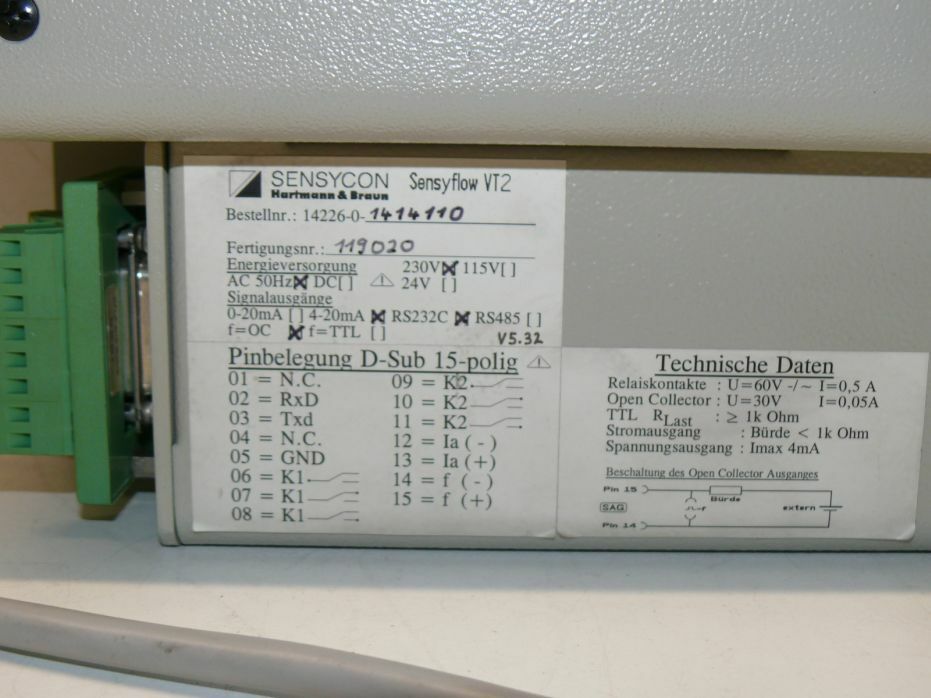 SENSYCON Sensyflow VT2
Hartmann & Braun
Bestellnr.: 14226-0-1414110
Fertigungsnr.: 119020
Energieversorgung 230V[x] 115V[ ]
AC 50Hz[x] DC[ ] ⚠ 24V [ ]
Signalausgänge
0-20mA [ ] 4-20mA [x] RS232C [x] RS485 [ ]
f=OC [x] f=TTL [ ]
V5.32
Pinbelegung D-Sub 15-polig ⚠
01 = N.C.
02 = RxD
03 = Txd
04 = N.C.
05 = GND
06 = K1
07 = K1
08 = K1
09 = K2
10 = K2
11 = K2
12 = Ia (-)
13 = Ia (+)
14 = f (-)
15 = f (+)
Technische Daten
Relaiskontakte : U=60V -/~ I=0,5 A
Open Collector : U=30V I=0,05A
TTL RLast : ≥ 1k Ohm
Stromausgang : Bürde < 1k Ohm
Spannungsausgang : Imax 4mA
Beschaltung des Open Collector Ausganges
Pin 15
Bürde
SAG
extern
Pin 14